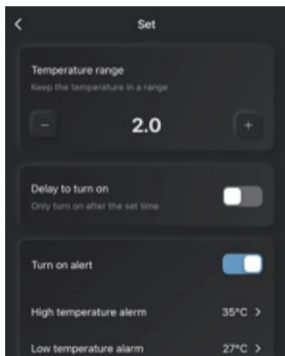 Set
Temperature range
Keep the temperature in a range
− 2.0 +
Delay to turn on
Only turn on after the set time
Turn on alert
High temperature alerm 35°C >
Low temperature alarm 27°C >